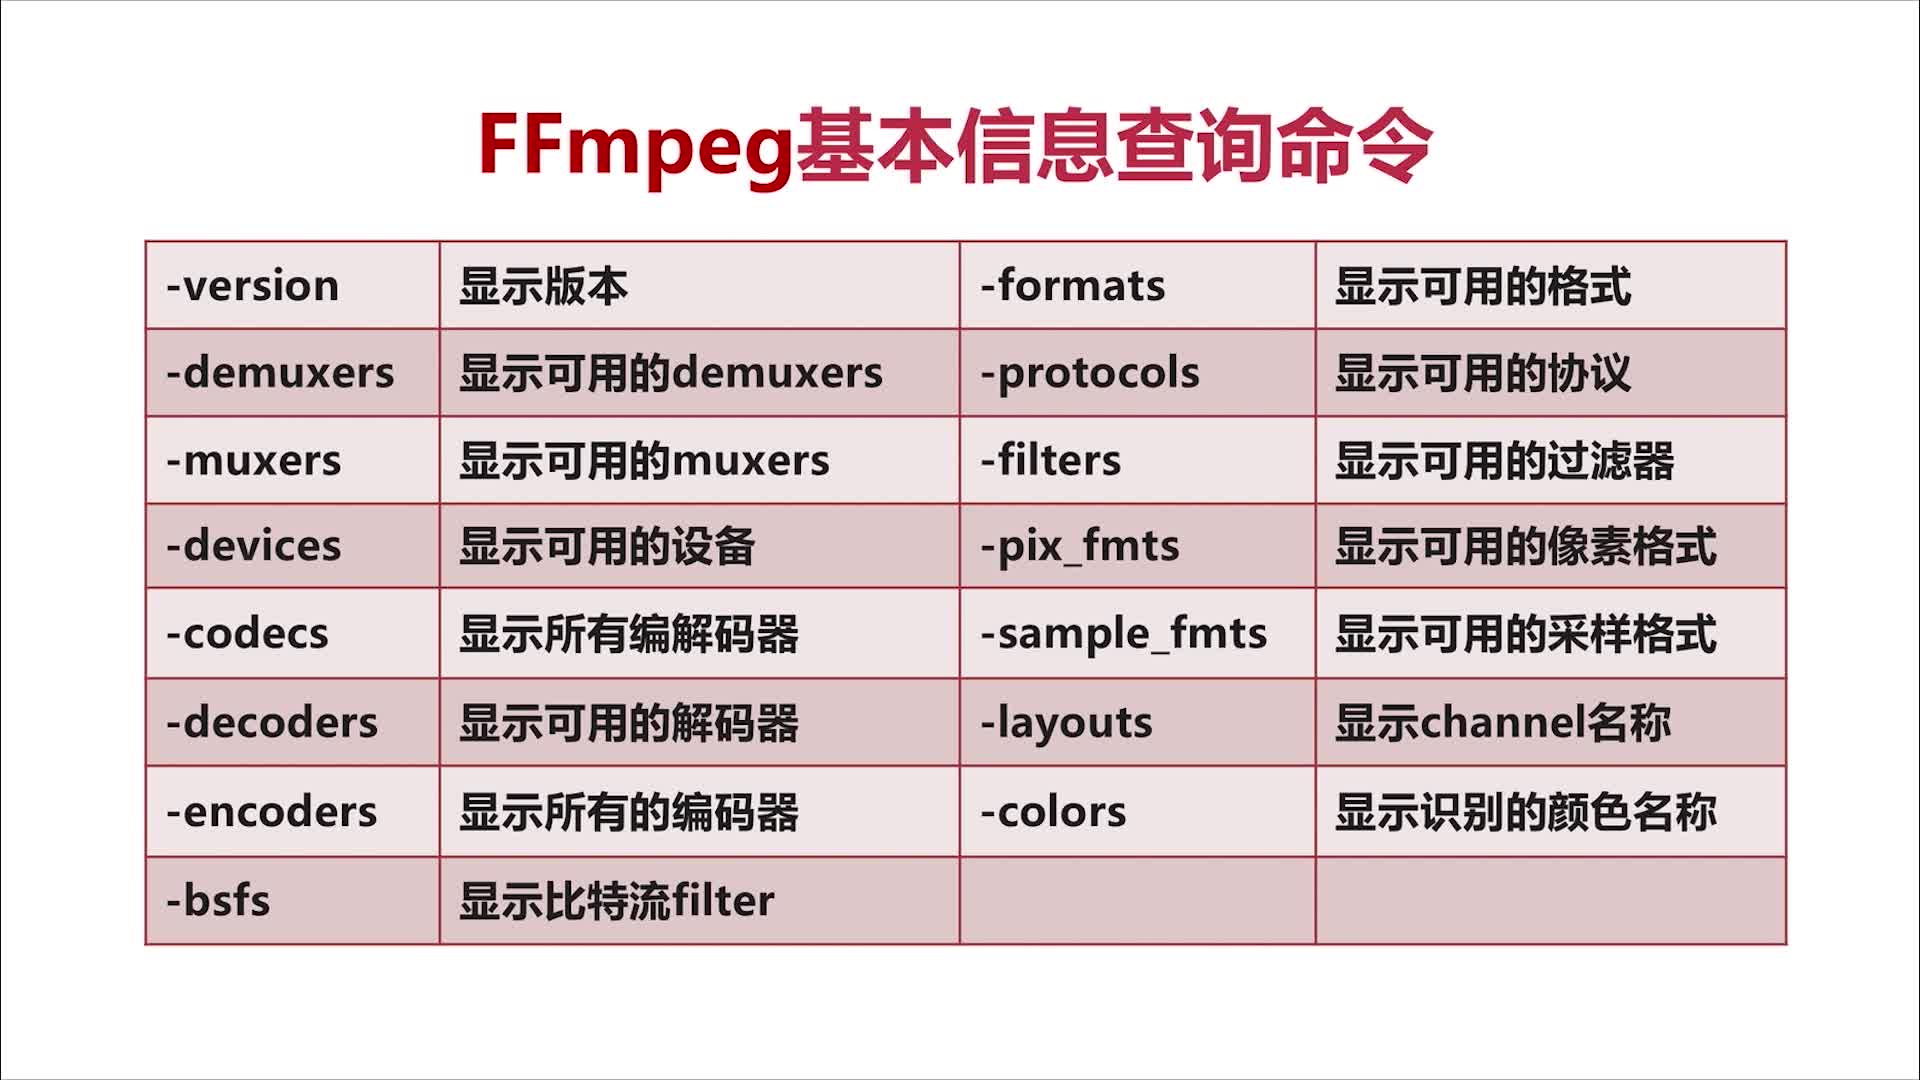 FFmpeg基本信息查询命令
-version 显示版本 -formats 显示可用的格式
-demuxers 显示可用的demuxers -protocols 显示可用的协议
-muxers 显示可用的muxers -filters 显示可用的过滤器
-devices 显示可用的设备 -pix_fmts 显示可用的像素格式
-codecs 显示所有编解码器 -sample_fmts 显示可用的采样格式
-decoders 显示可用的解码器 -layouts 显示channel名称
-encoders 显示所有的编码器 -colors 显示识别的颜色名称
-bsfs 显示比特流filter